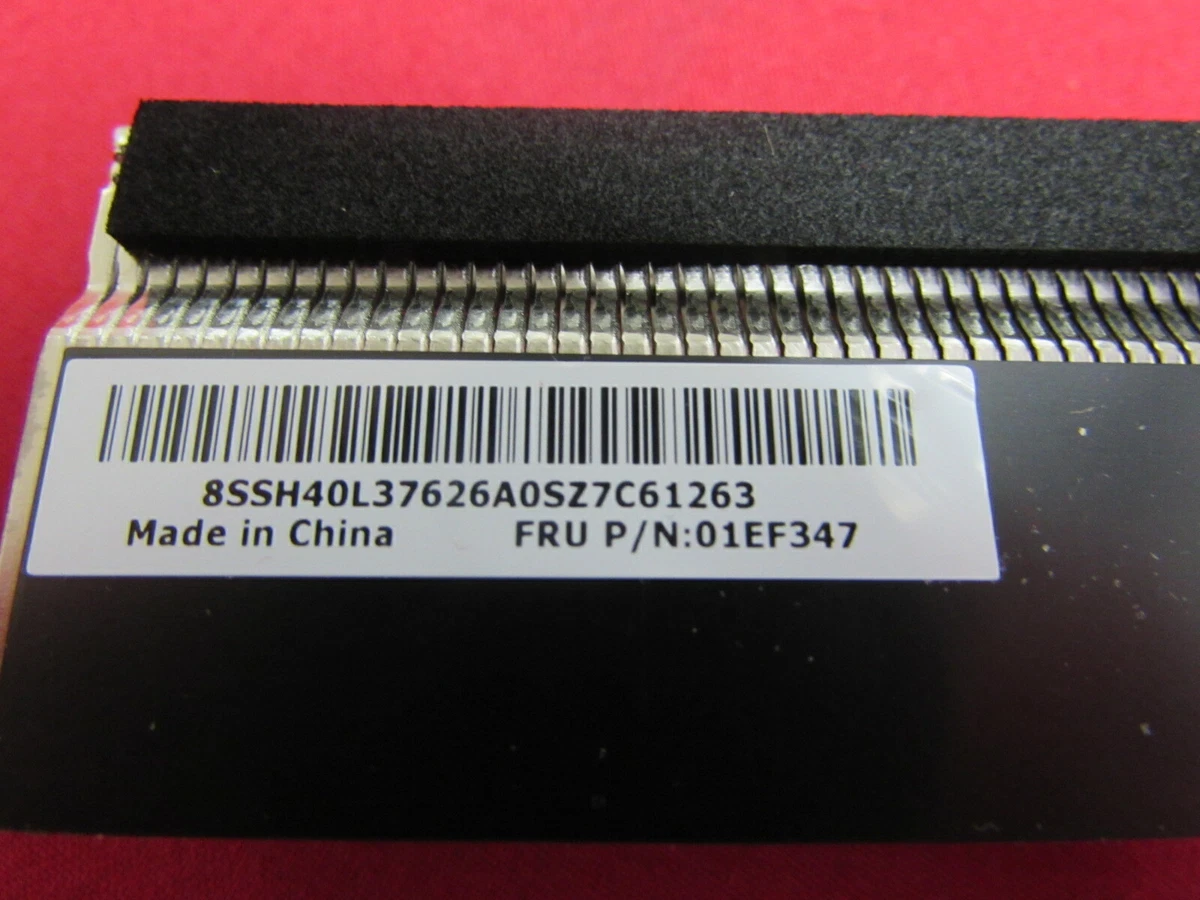 8SSH40L37626A0SZ7C61263
Made in China FRU P/N:01EF347